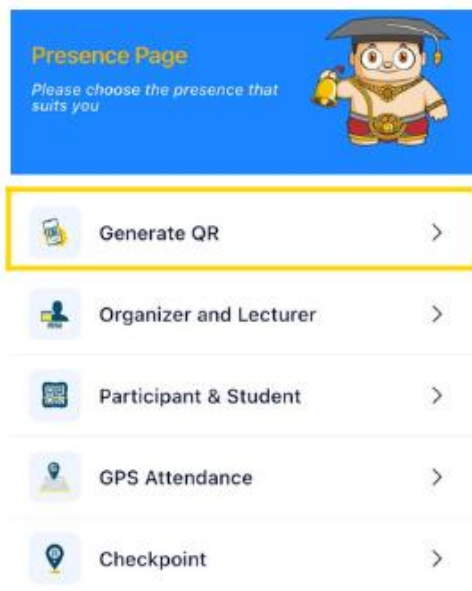 Presence Page
Please choose the presence that
suits you
Generate QR
Organizer and Lecturer
Participant & Student
GPS Attendance
Checkpoint